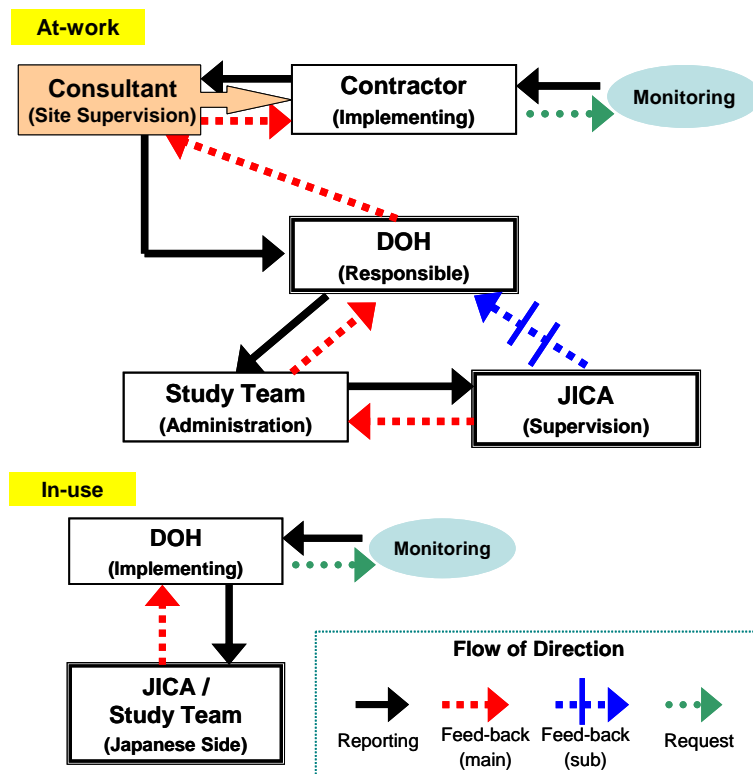 At-work
Consultant
(Site Supervision)
Contractor
(Implementing)
Monitoring
DOH
(Responsible)
Study Team
(Administration)
JICA
(Supervision)
In-use
DOH
(Implementing)
Monitoring
JICA /
Study Team
(Japanese Side)
Flow of Direction
Reporting
Feed-back
(main)
Feed-back
(sub)
Request